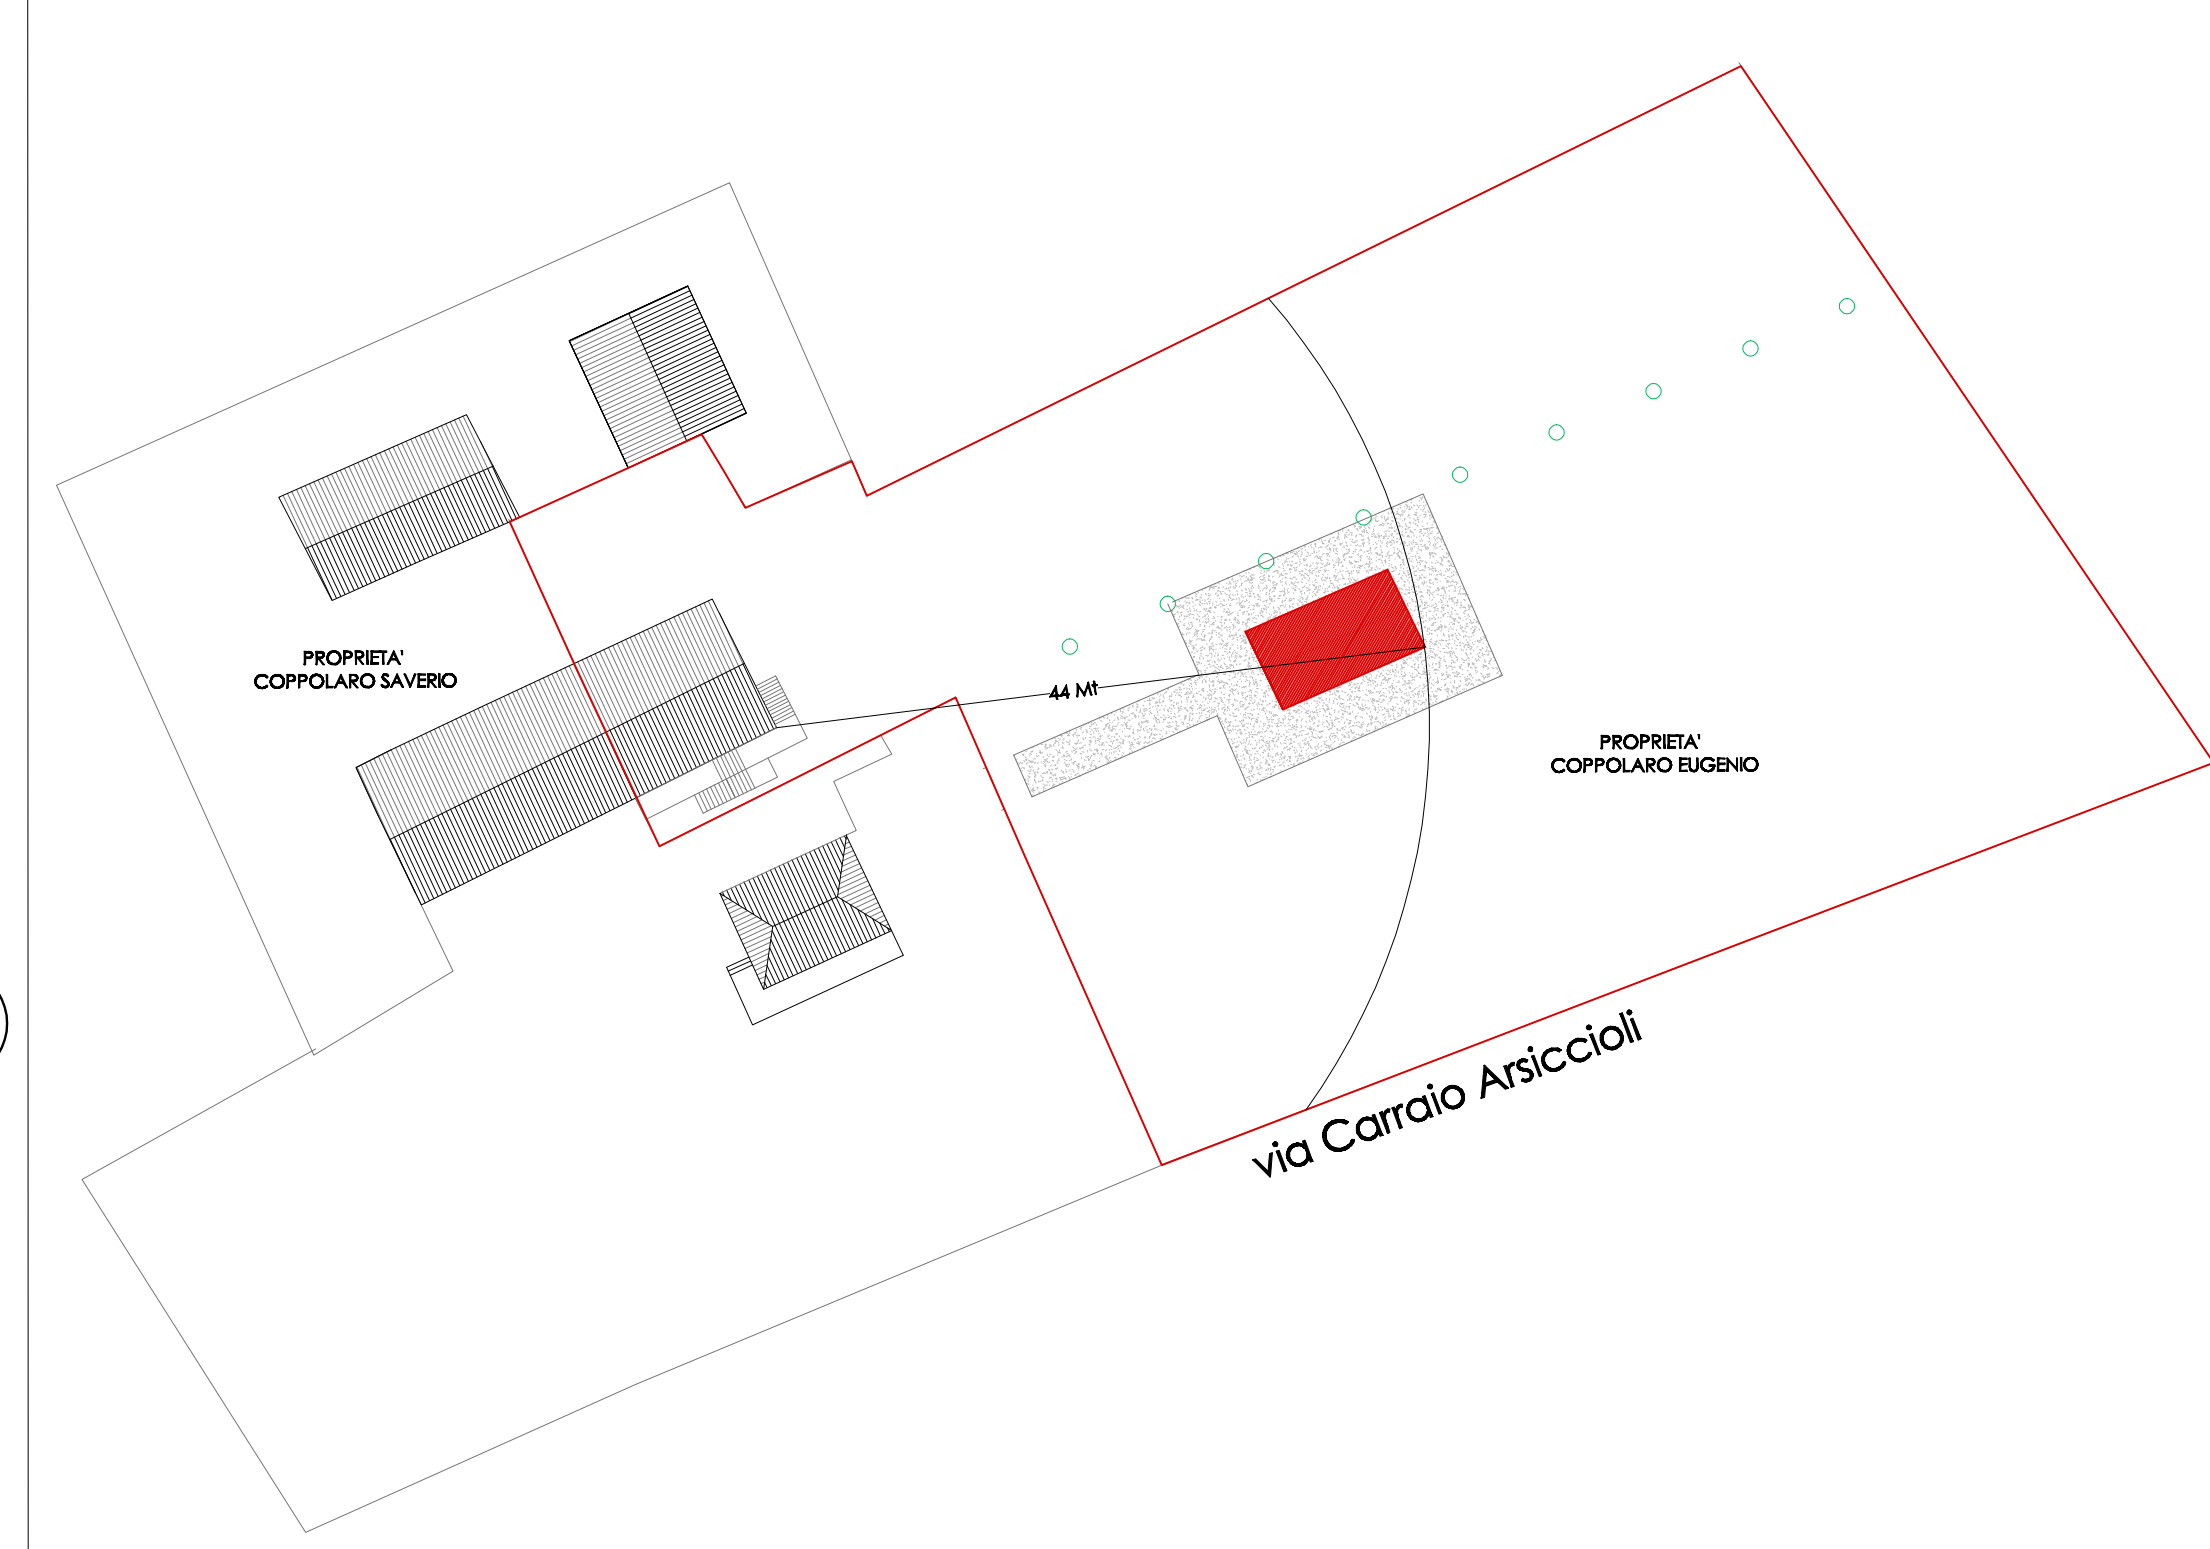 PROPRIETA'
COPPOLARO SAVERIO
44 Mt
PROPRIETA'
COPPOLARO EUGENIO
via Carraio Arsiccioli